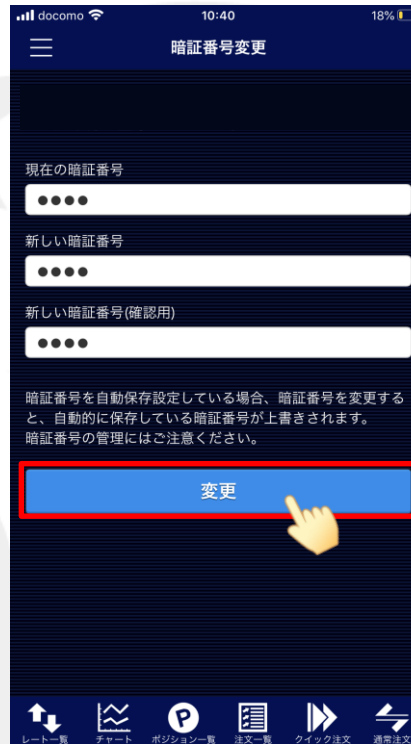 docomo 10:40 18%
暗証番号変更
現在の暗証番号
●●●●
新しい暗証番号
●●●●
新しい暗証番号(確認用)
●●●●
暗証番号を自動保存設定している場合、暗証番号を変更する
と、自動的に保存している暗証番号が上書きされます。
暗証番号の管理にはご注意ください。
変更
P
レート一覧 チャート ポジション一覧 注文一覧 クイック注文 通常注文